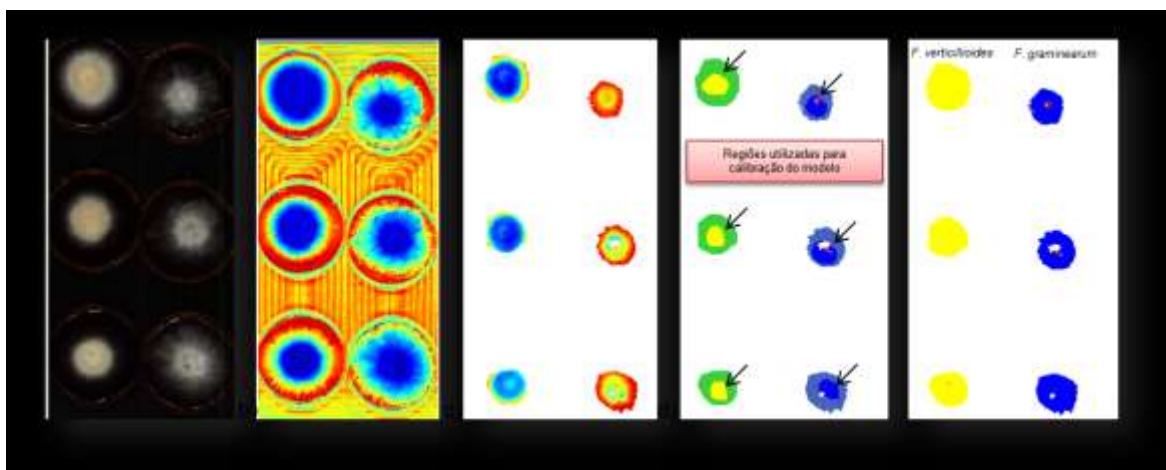 F. verticillioides F. graminearum
Regiões utilizadas para
calibração do modelo